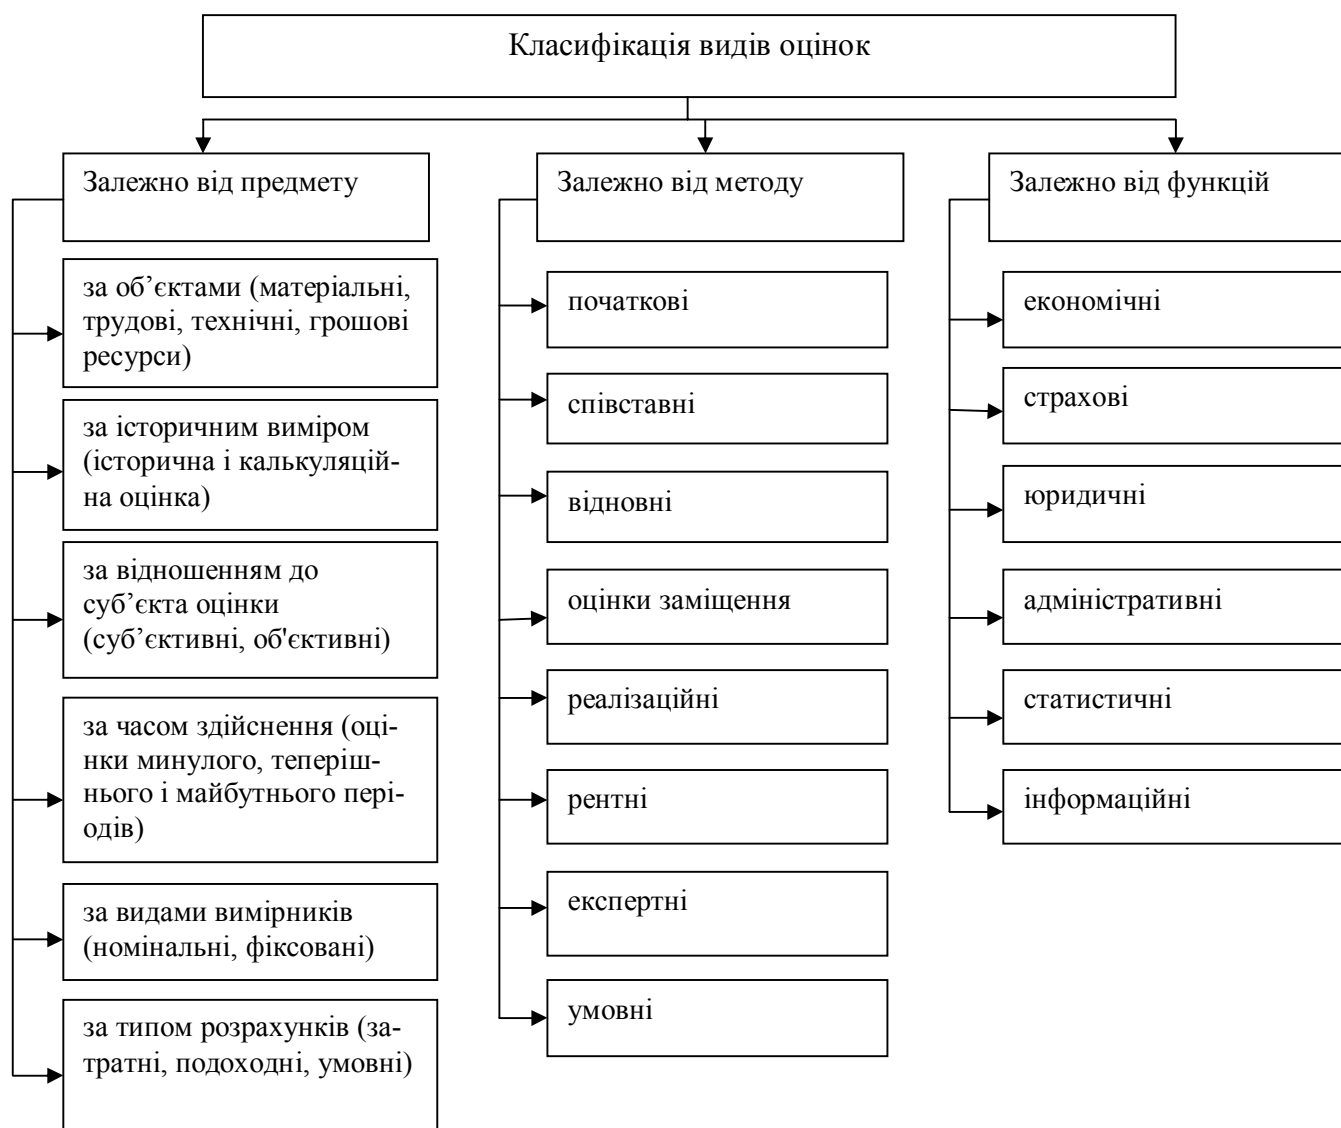 Класифікація видів оцінок
Залежно від предмету
за об’єктами (матеріальні,
трудові, технічні, грошові
ресурси)
за історичним виміром
(історична і калькуляцій-
на оцінка)
за відношенням до
суб’єкта оцінки
(суб’єктивні, об'єктивні)
за часом здійснення (оці-
нки минулого, теперіш-
нього і майбутнього пері-
одів)
за видами вимірників
(номінальні, фіксовані)
за типом розрахунків (за-
тратні, подоходні, умовні)
Залежно від методу
початкові
співставні
відновні
оцінки заміщення
реалізаційні
рентні
експертні
умовні
Залежно від функцій
економічні
страхові
юридичні
адміністративні
статистичні
інформаційні